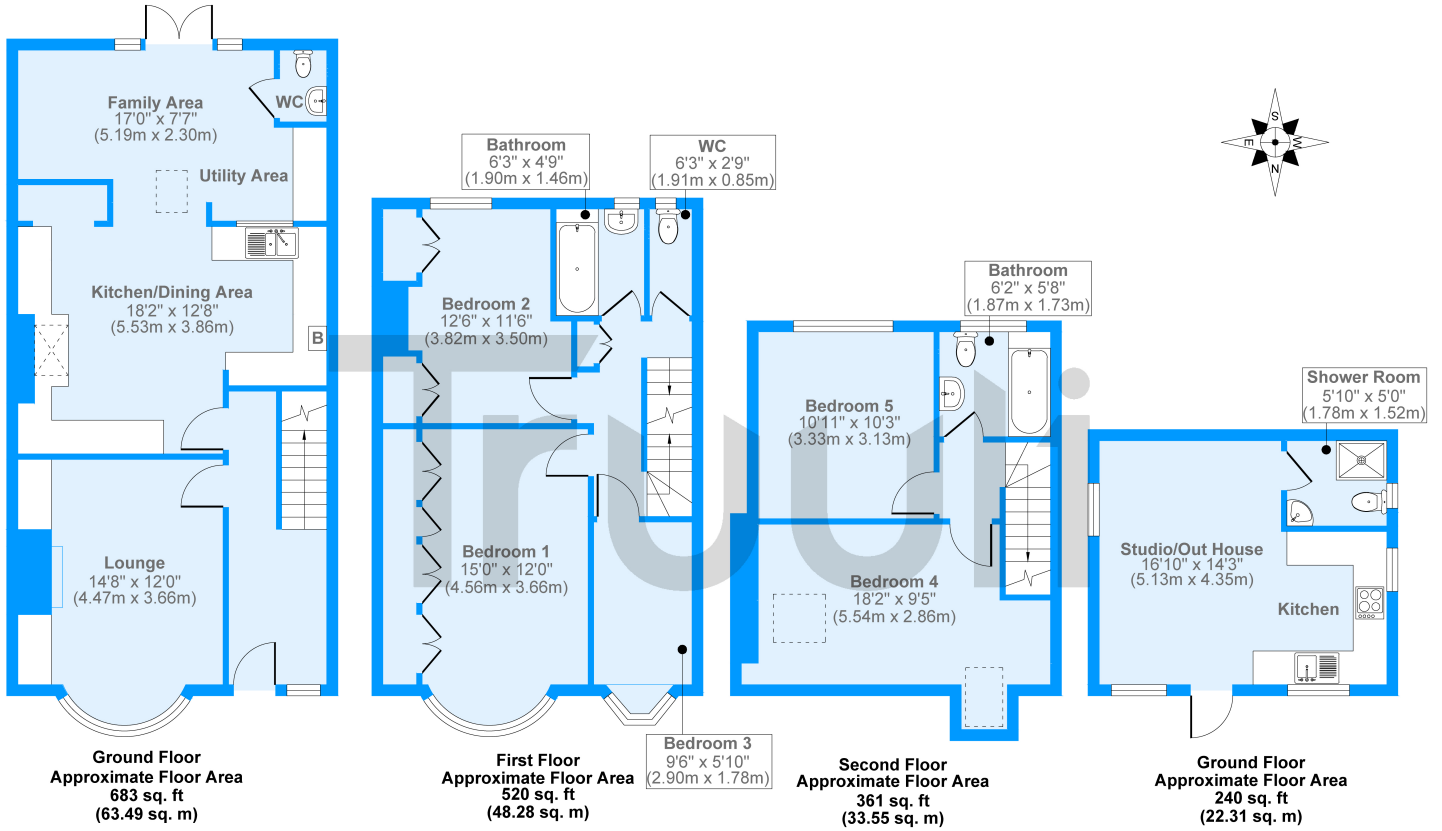 Family Area
17'0" x 7'7"
(5.19m x 2.30m)
WC
Utility Area
Kitchen/Dining Area
18'2" x 12'8"
(5.53m x 3.86m)
B
Lounge
14'8" x 12'0"
(4.47m x 3.66m)
Ground Floor
Approximate Floor Area
683 sq. ft
(63.49 sq. m)
Bathroom
6'3" x 4'9"
(1.90m x 1.46m)
WC
6'3" x 2'9"
(1.91m x 0.85m)
Bedroom 2
12'6" x 11'6"
(3.82m x 3.50m)
Bedroom 1
15'0" x 12'0"
(4.56m x 3.66m)
Bedroom 3
9'6" x 5'10"
(2.90m x 1.78m)
First Floor
Approximate Floor Area
520 sq. ft
(48.28 sq. m)
Bathroom
6'2" x 5'8"
(1.87m x 1.73m)
Bedroom 5
10'11" x 10'3"
(3.33m x 3.13m)
Bedroom 4
18'2" x 9'5"
(5.54m x 2.86m)
Second Floor
Approximate Floor Area
361 sq. ft
(33.55 sq. m)
S
E
W
N
Shower Room
5'10" x 5'0"
(1.78m x 1.52m)
Studio/Out House
16'10" x 14'3"
(5.13m x 4.35m)
Kitchen
Ground Floor
Approximate Floor Area
240 sq. ft
(22.31 sq. m)
Truuli